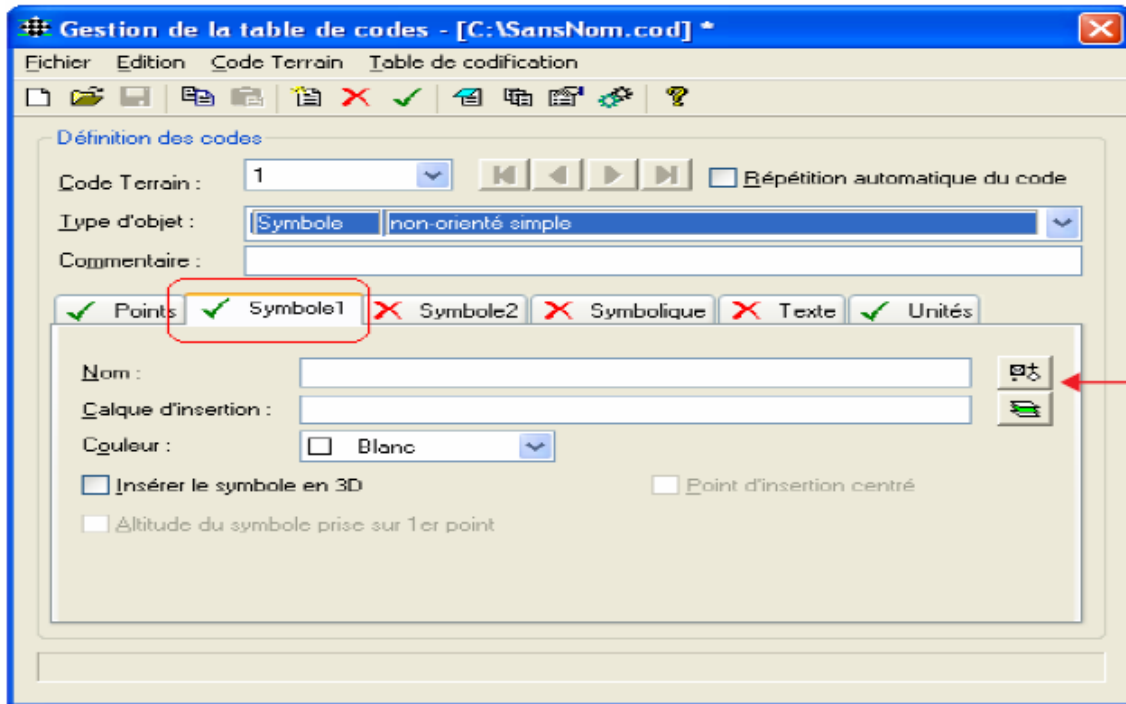 Gestion de la table de codes - [C:\SansNom.cod] *
Fichier Edition Code Terrain Table de codification
Définition des codes
Code Terrain : 1 Répétition automatique du code
Type d'objet : Symbole non-orienté simple
Commentaire :
Points Symbole1 Symbole2 Symbolique Texte Unités
Nom :
Calque d'insertion :
Couleur : Blanc
Insérer le symbole en 3D Point d'insertion centré
Altitude du symbole prise sur 1er point